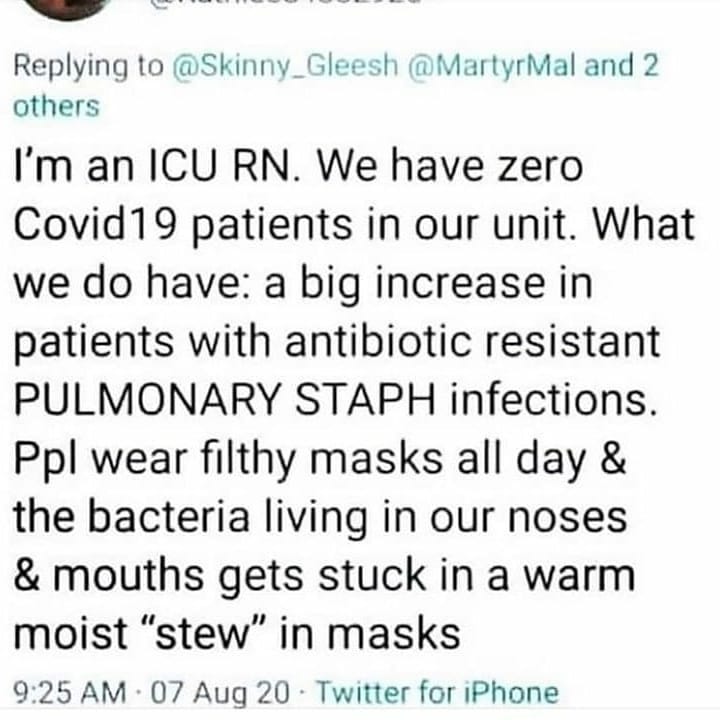 Replying to @Skinny_Gleesh @MartyrMal and 2
others
I'm an ICU RN. We have zero
Covid19 patients in our unit. What
we do have: a big increase in
patients with antibiotic resistant
PULMONARY STAPH infections.
Ppl wear filthy masks all day &
the bacteria living in our noses
& mouths gets stuck in a warm
moist “stew” in masks
9:25 AM · 07 Aug 20 · Twitter for iPhone